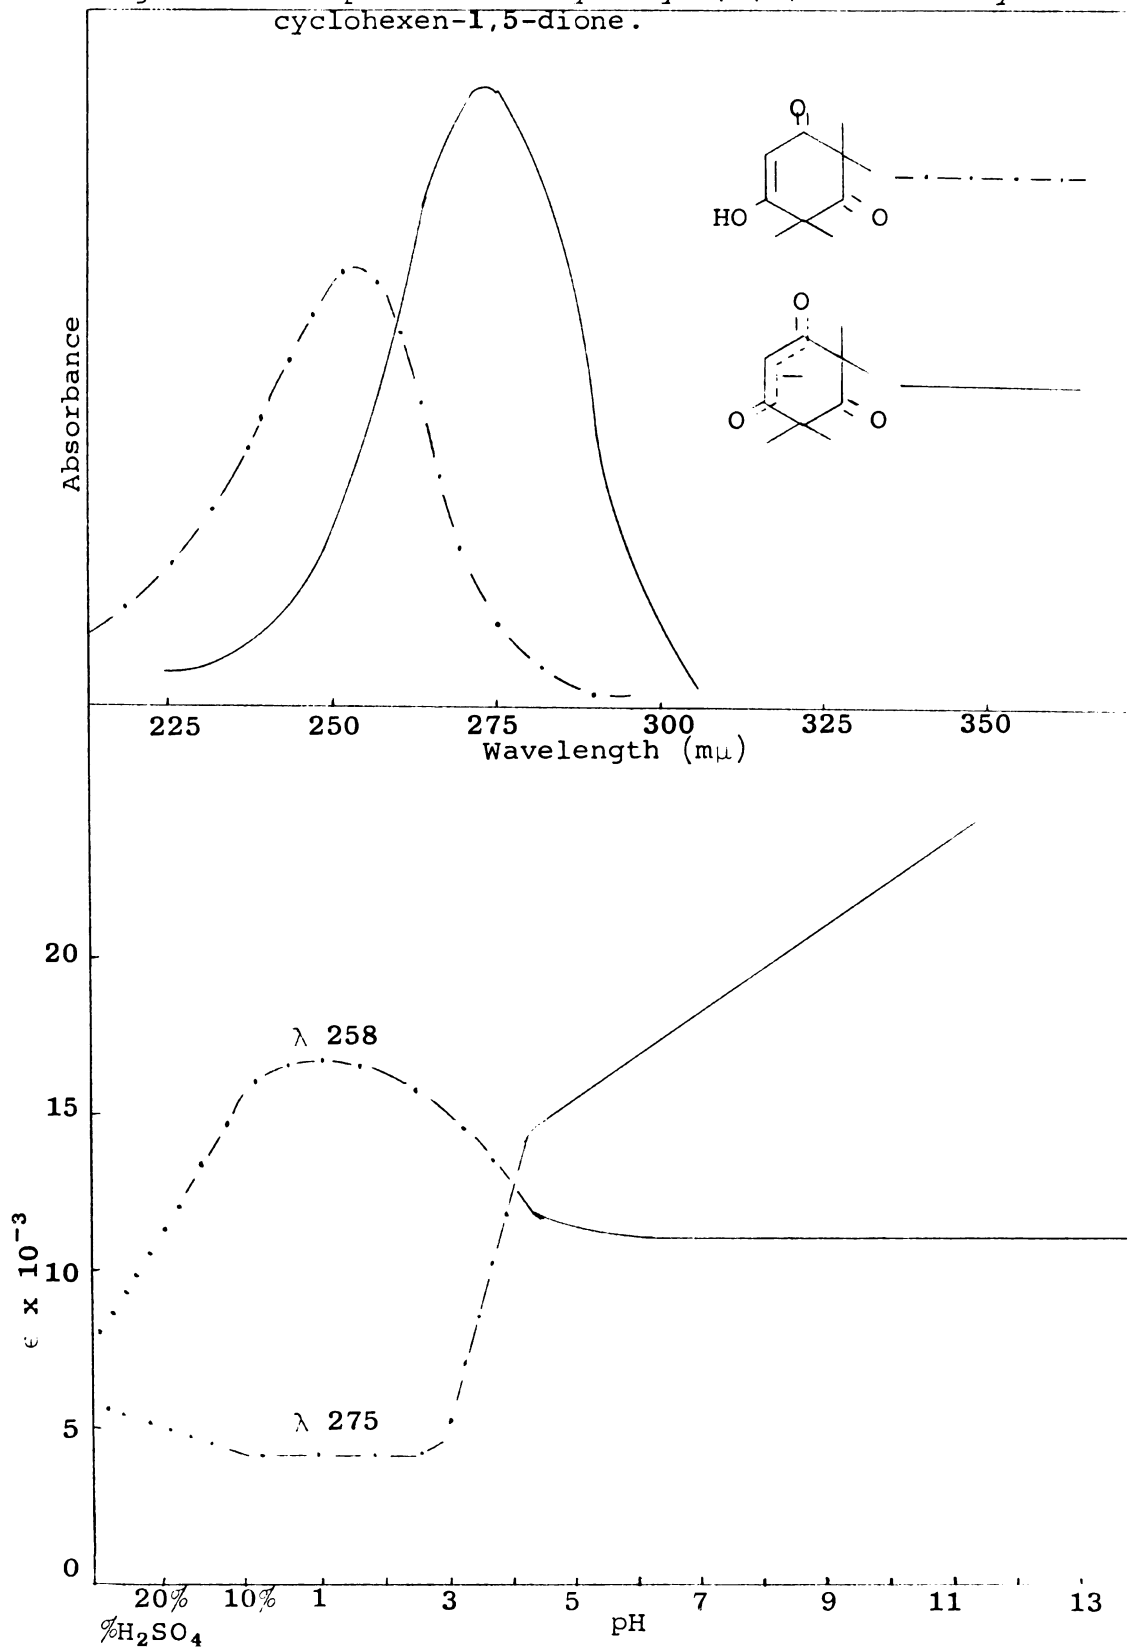 cyclohexen-1,5-dione.
O
HO
O
O
O
O
Absorbance
225 250 275 300 325 350
Wavelength (mμ)
20
15
10
5
0
ϵ x 10⁻³
λ 258
λ 275
20% 10% 1 3 5 7 9 11 13
%H₂SO₄
pH